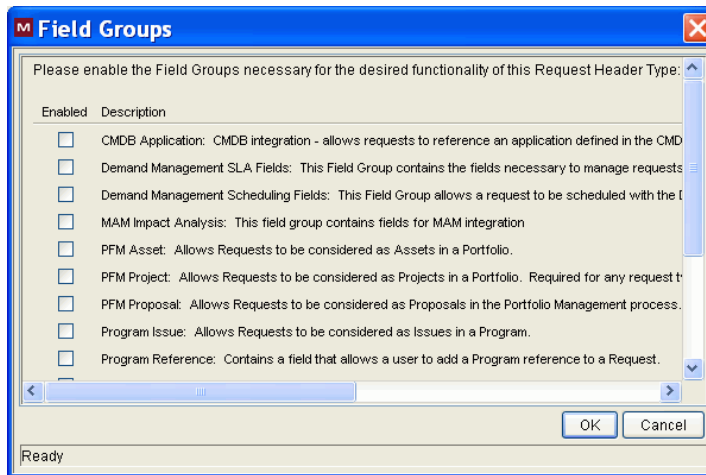 M Field Groups
Please enable the Field Groups necessary for the desired functionality of this Request Header Type:
Enabled Description
CMDB Application: CMDB integration - allows requests to reference an application defined in the CMD
Demand Management SLA Fields: This Field Group contains the fields necessary to manage requests
Demand Management Scheduling Fields: This Field Group allows a request to be scheduled with the D
MAM Impact Analysis: This field group contains fields for MAM integration
PFM Asset: Allows Requests to be considered as Assets in a Portfolio.
PFM Project: Allows Requests to be considered as Projects in a Portfolio. Required for any request ty
PFM Proposal: Allows Requests to be considered as Proposals in the Portfolio Management process.
Program Issue: Allows Requests to be considered as Issues in a Program.
Program Reference: Contains a field that allows a user to add a Program reference to a Request.
OK Cancel
Ready